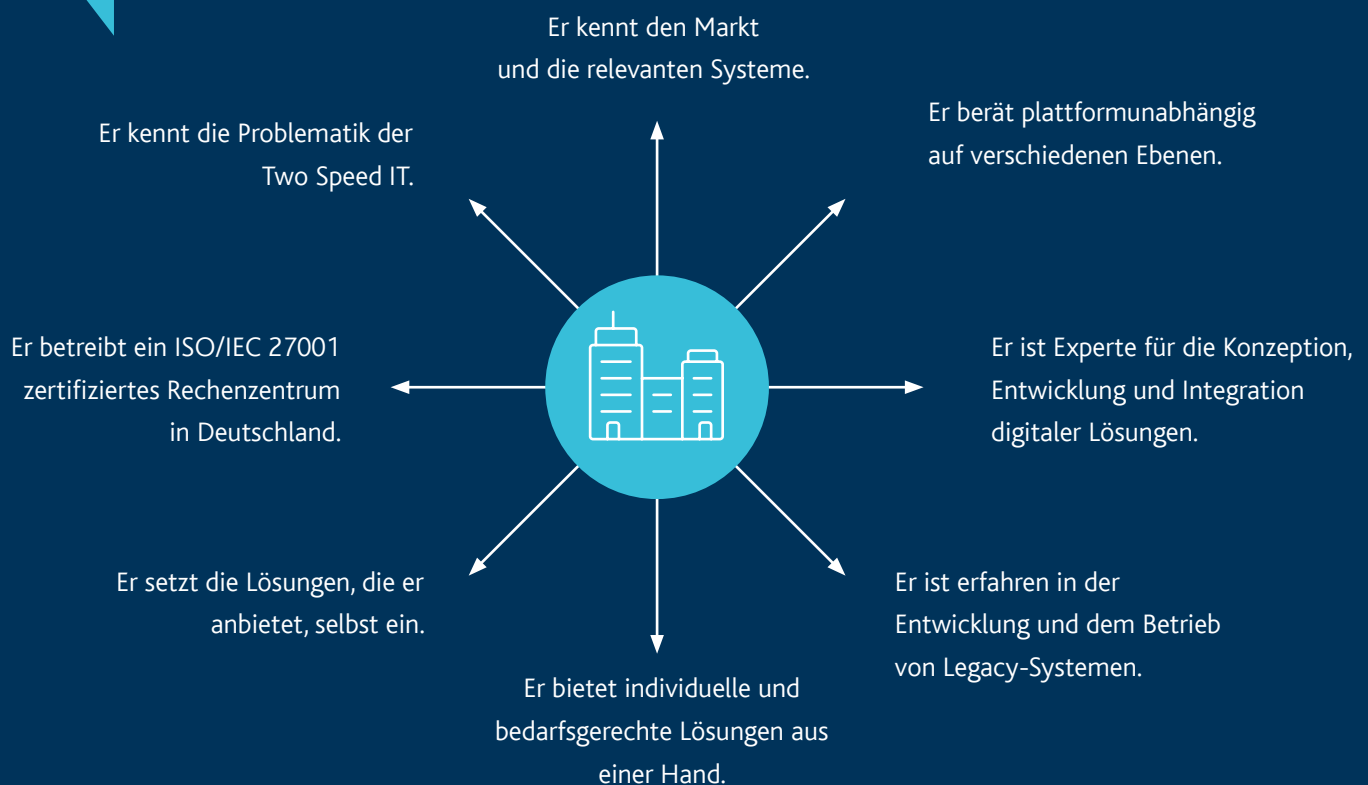 Er kennt den Markt
und die relevanten Systeme.
Er berät plattformunabhängig
auf verschiedenen Ebenen.
Er kennt die Problematik der
Two Speed IT.
Er betreibt ein ISO/IEC 27001
zertifiziertes Rechenzentrum
in Deutschland.
Er ist Experte für die Konzeption,
Entwicklung und Integration
digitaler Lösungen.
Er setzt die Lösungen, die er
anbietet, selbst ein.
Er ist erfahren in der
Entwicklung und dem Betrieb
von Legacy-Systemen.
Er bietet individuelle und
bedarfsgerechte Lösungen aus
einer Hand.